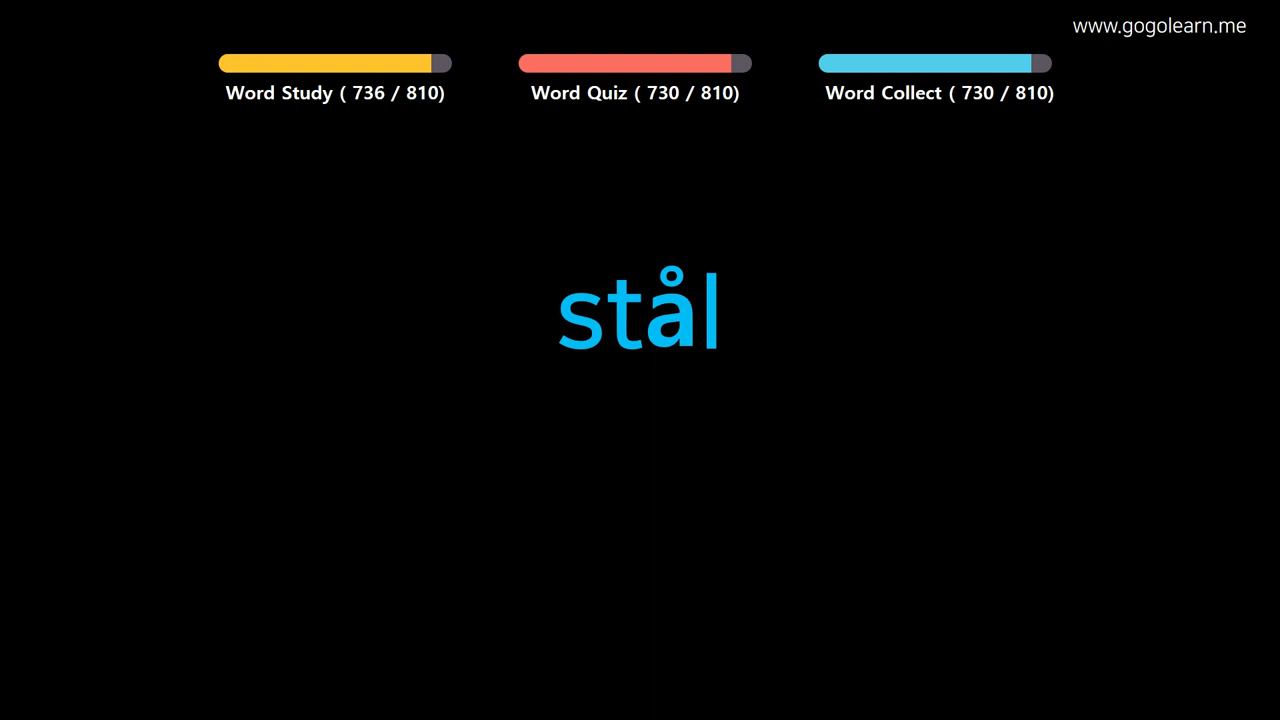 www.gogolearn.me
Word Study ( 736 / 810)
Word Quiz ( 730 / 810)
Word Collect ( 730 / 810)
stål